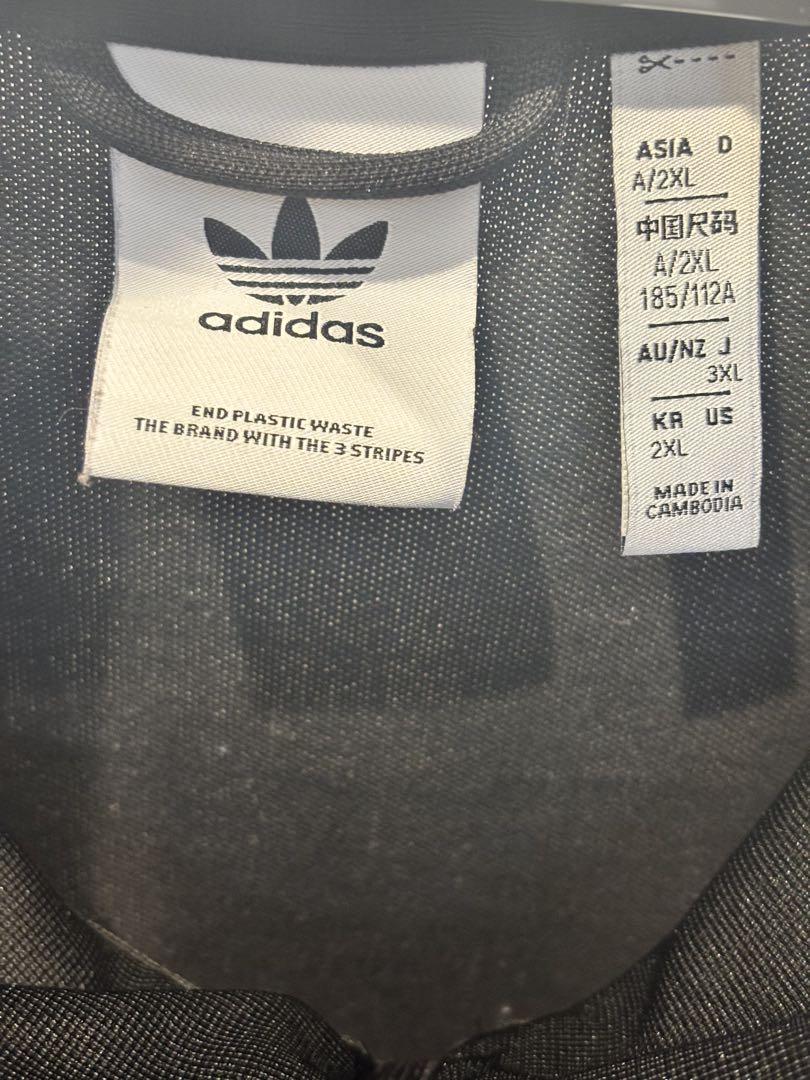 adidas
END PLASTIC WASTE
THE BRAND WITH THE 3 STRIPES
ASIA D
A/2XL
中国尺码
A/2XL
185/112A
AU/NZ J
3XL
KR US
2XL
MADE IN
CAMBODIA